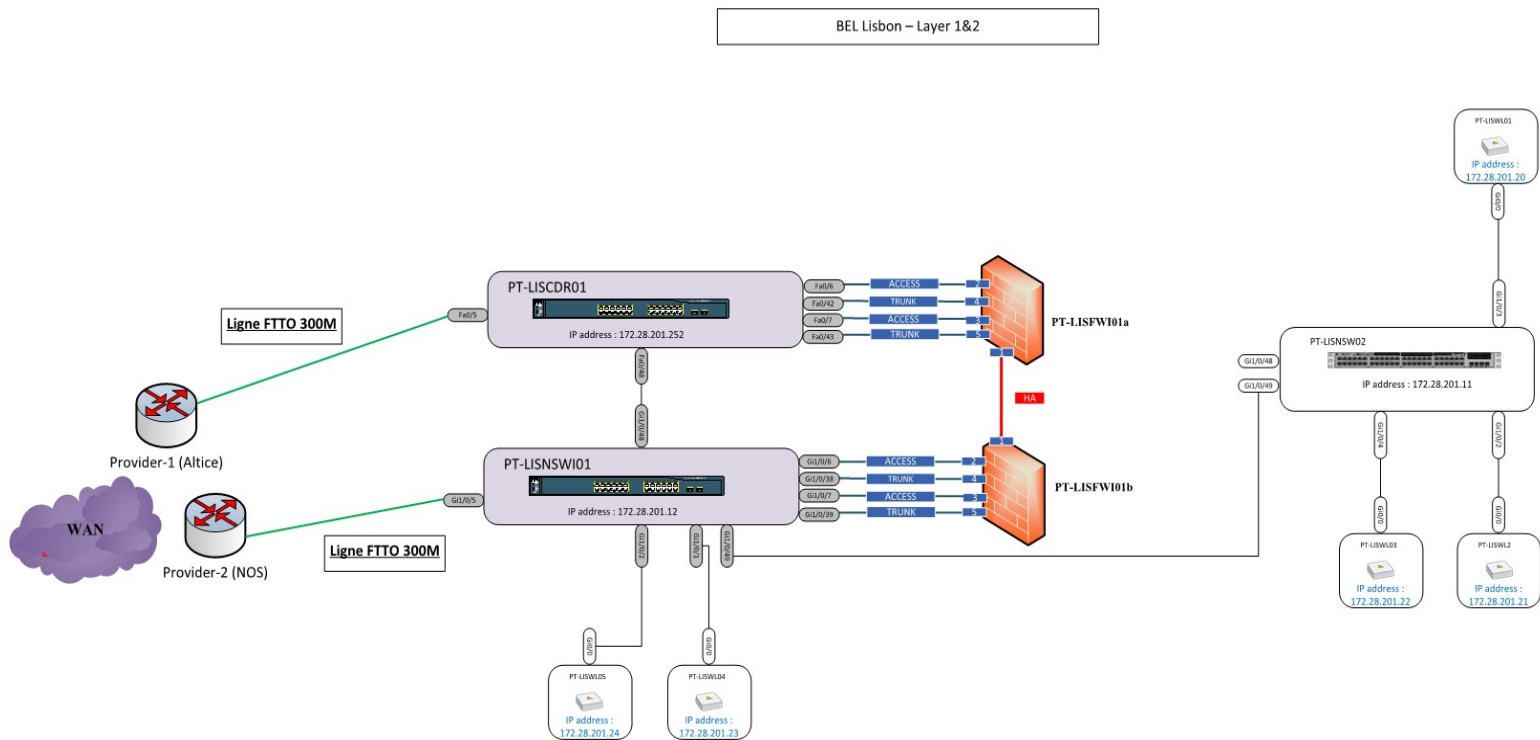 BEL Lisbon – Layer 1&2
PT-LISWL01
IP address :
172.28.201.20
Gi0/0
Gi1/0/3
PT-LISCDR01
IP address : 172.28.201.252
Fa0/5
Fa0/6
ACCESS
2
Fa0/42
TRUNK
4
Fa0/7
ACCESS
3
Fa0/43
TRUNK
5
PT-LISFWI01a
Ligne FTTO 300M
Fa0/48
HA
Gi1/0/48
1
PT-LISNSW02
Gi1/0/48
Gi1/0/49
IP address : 172.28.201.11
Gi1/0/4
Gi1/0/2
Provider-1 (Altice)
PT-LISNSWI01
IP address : 172.28.201.12
Gi1/0/5
Gi1/0/6
ACCESS
2
Gi1/0/38
TRUNK
4
Gi1/0/7
ACCESS
3
Gi1/0/39
TRUNK
5
PT-LISFWI01b
WAN
Provider-2 (NOS)
Ligne FTTO 300M
Gi1/0/2
Gi1/0/1
Gi1/0/49
Gi0/0
Gi0/0
PT-LISWL03
IP address :
172.28.201.22
PT-LISWL2
IP address :
172.28.201.21
Gi0/0
Gi0/0
PT-LISWL05
IP address :
172.28.201.24
PT-LISWL04
IP address :
172.28.201.23